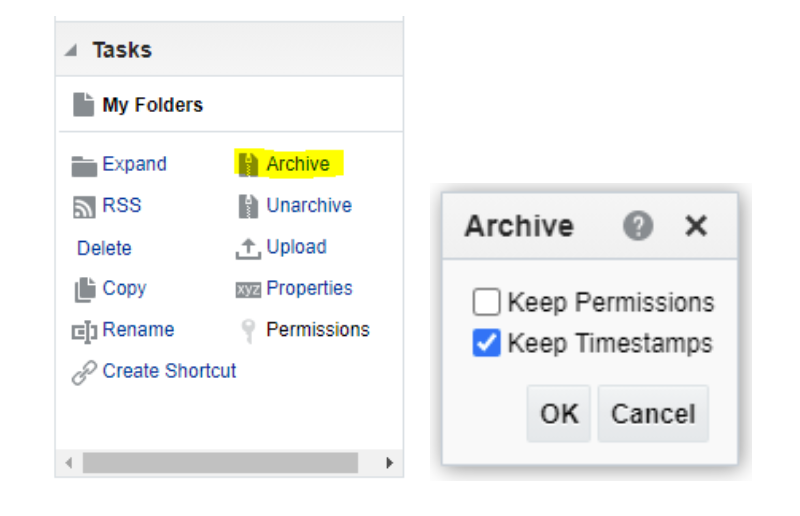 Tasks
My Folders
Expand Archive
RSS Unarchive
Delete Upload
Copy xyz Properties
Rename Permissions
Create Shortcut
Archive ? ×
Keep Permissions
Keep Timestamps
OK Cancel